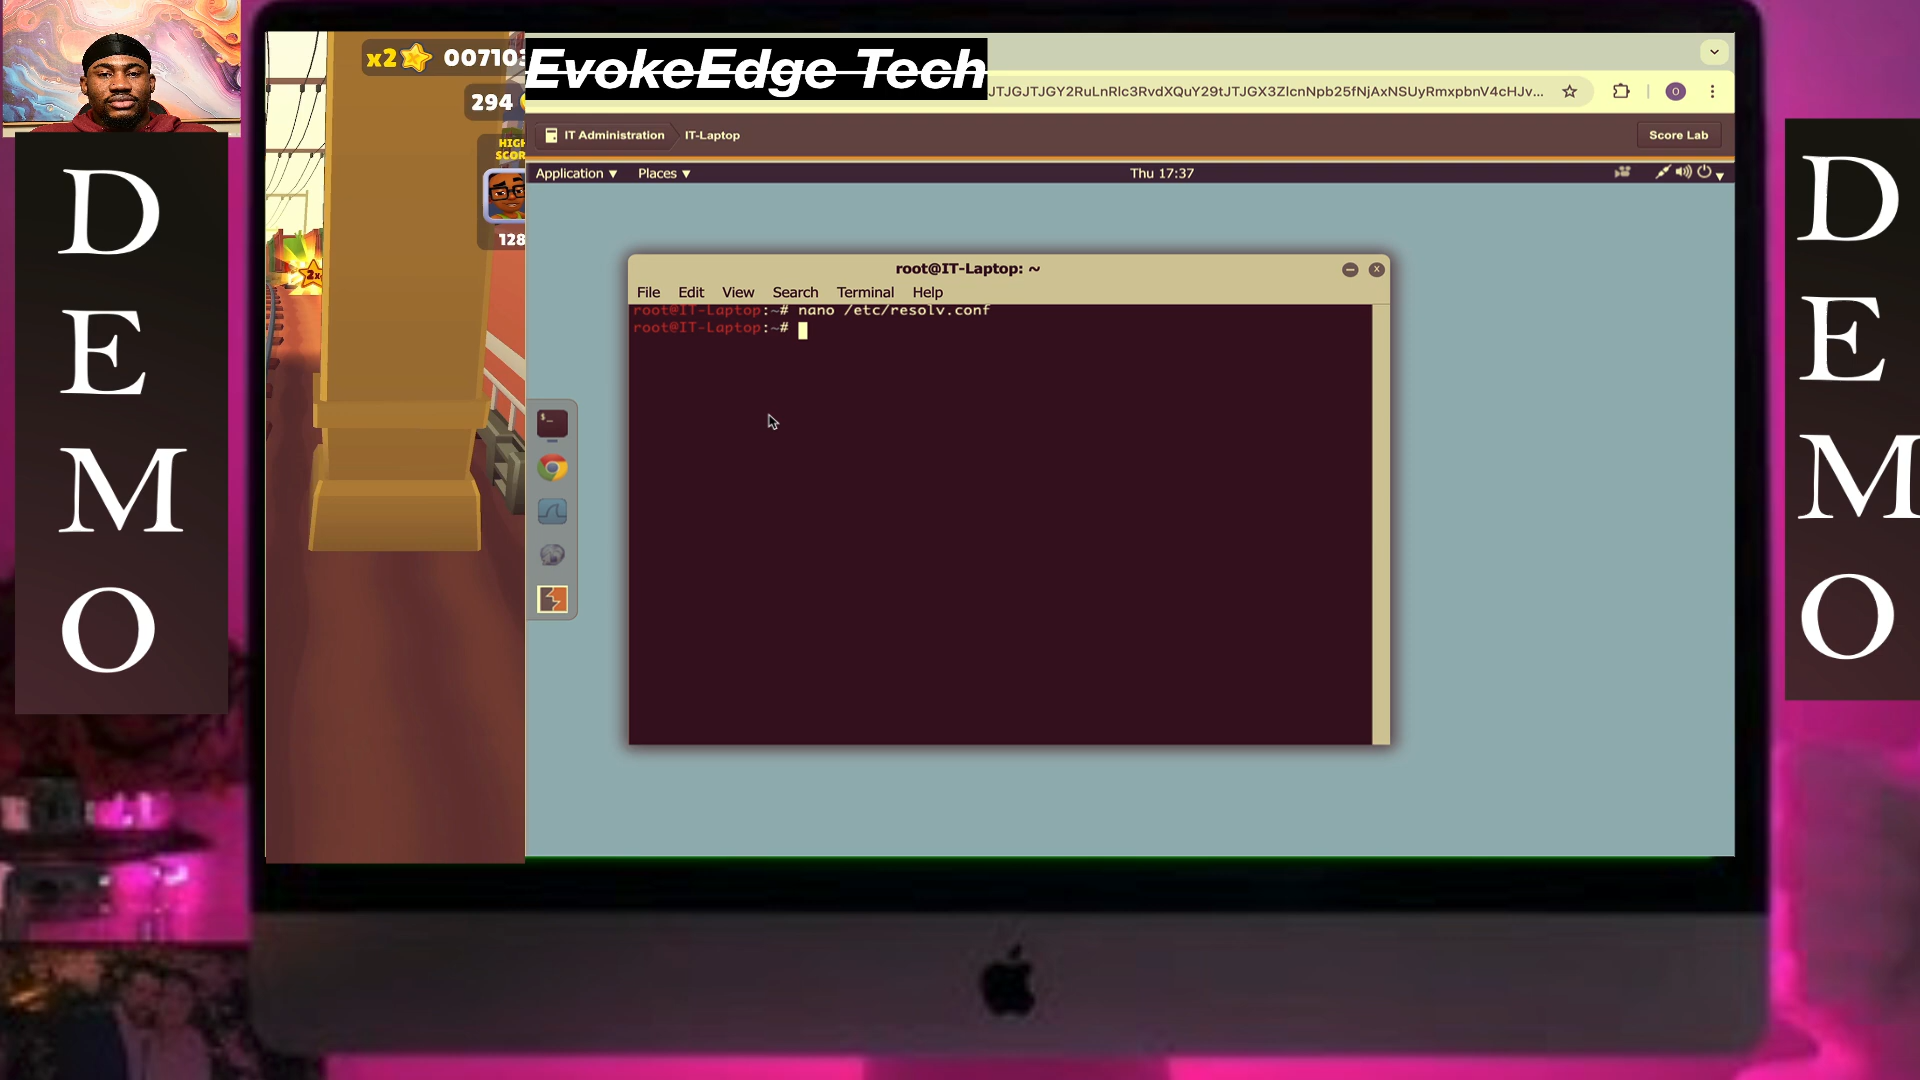 D
E
M
O
x2 007103
294
HIGH
SCOR
128
2x
EvokeEdge Tech
JTJGJTJGY2RuLnRlc3RvdXQuY29tJTJGX3ZlcnNpb25fNjAxNSUyRmxpbnV4cHJv...
O
IT Administration IT-Laptop
Score Lab
Application ▼ Places ▼
Thu 17:37
root@IT-Laptop: ~
File Edit View Search Terminal Help
root@IT-Laptop:~# nano /etc/resolv.conf
root@IT-Laptop:~#
$_
D
E
M
O